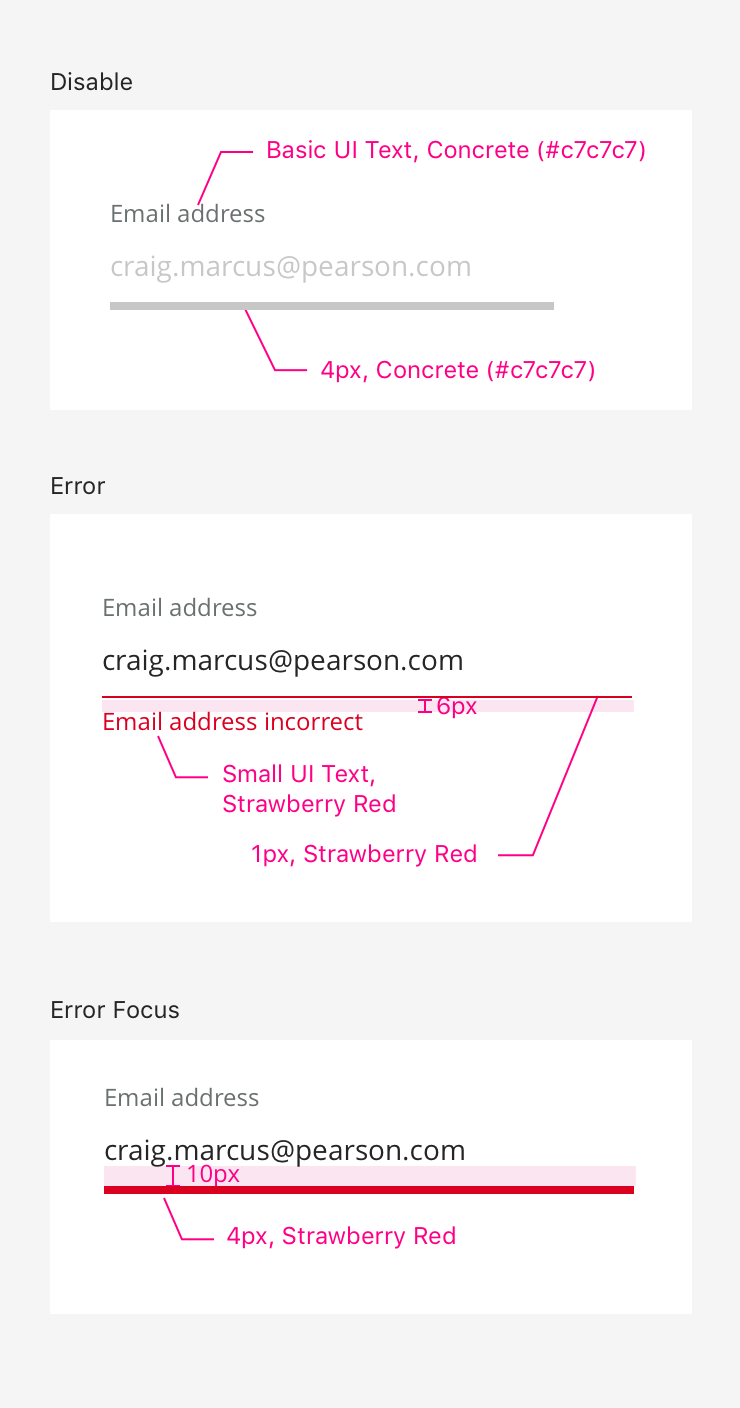 Disable
Basic UI Text, Concrete (#c7c7c7)
Email address
craig.marcus@pearson.com
4px, Concrete (#c7c7c7)
Error
Email address
craig.marcus@pearson.com
6px
Email address incorrect
Small UI Text,
Strawberry Red
1px, Strawberry Red
Error Focus
Email address
craig.marcus@pearson.com
10px
4px, Strawberry Red